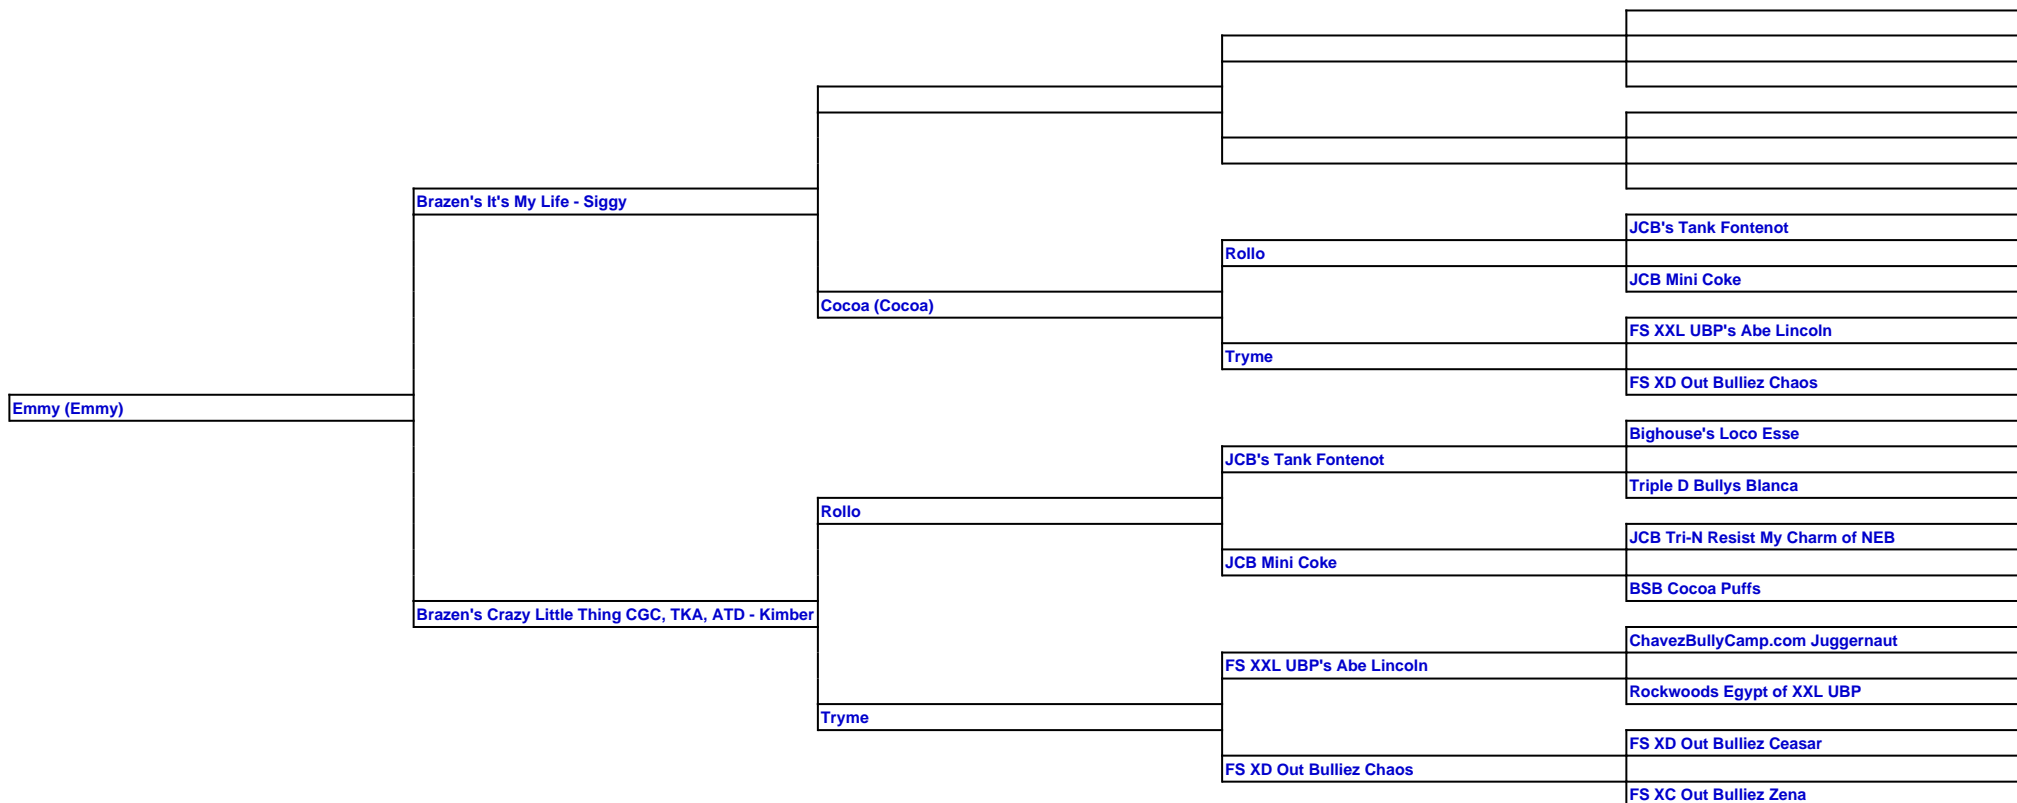 Brazen's It's My Life - Siggy
JCB's Tank Fontenot
Rollo
JCB Mini Coke
Cocoa (Cocoa)
FS XXL UBP's Abe Lincoln
Tryme
FS XD Out Bulliez Chaos
Emmy (Emmy)
Bighouse's Loco Esse
JCB's Tank Fontenot
Triple D Bullys Blanca
Rollo
JCB Tri-N Resist My Charm of NEB
JCB Mini Coke
BSB Cocoa Puffs
Brazen's Crazy Little Thing CGC, TKA, ATD - Kimber
ChavezBullyCamp.com Juggernaut
FS XXL UBP's Abe Lincoln
Rockwoods Egypt of XXL UBP
Tryme
FS XD Out Bulliez Ceasar
FS XD Out Bulliez Chaos
FS XC Out Bulliez Zena